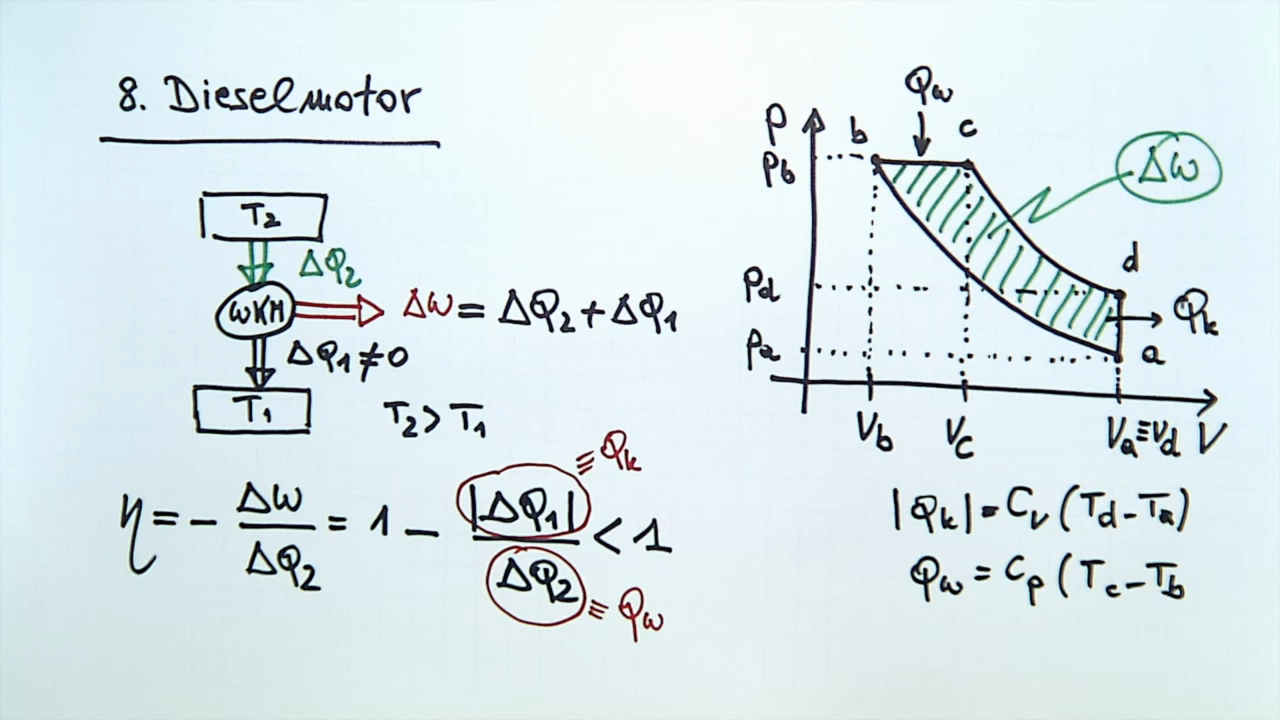 8. Dieselmotor
T₂
ΔQ₂
WKM
ΔW = ΔQ₂ + ΔQ₁
ΔQ₁ ≠ 0
T₁
T₂ > T₁
η = - ΔW/ΔQ₂ = 1 - |ΔQ₁|/ΔQ₂ < 1
≡ Qk
≡ Qw
Qw
P b c
Pb
ΔW
d
Pd
Qk
Pa a
Vb Vc Va ≡ Vd V
|Qk| = Cv (Td - Ta)
Qw = Cp (Tc - Tb